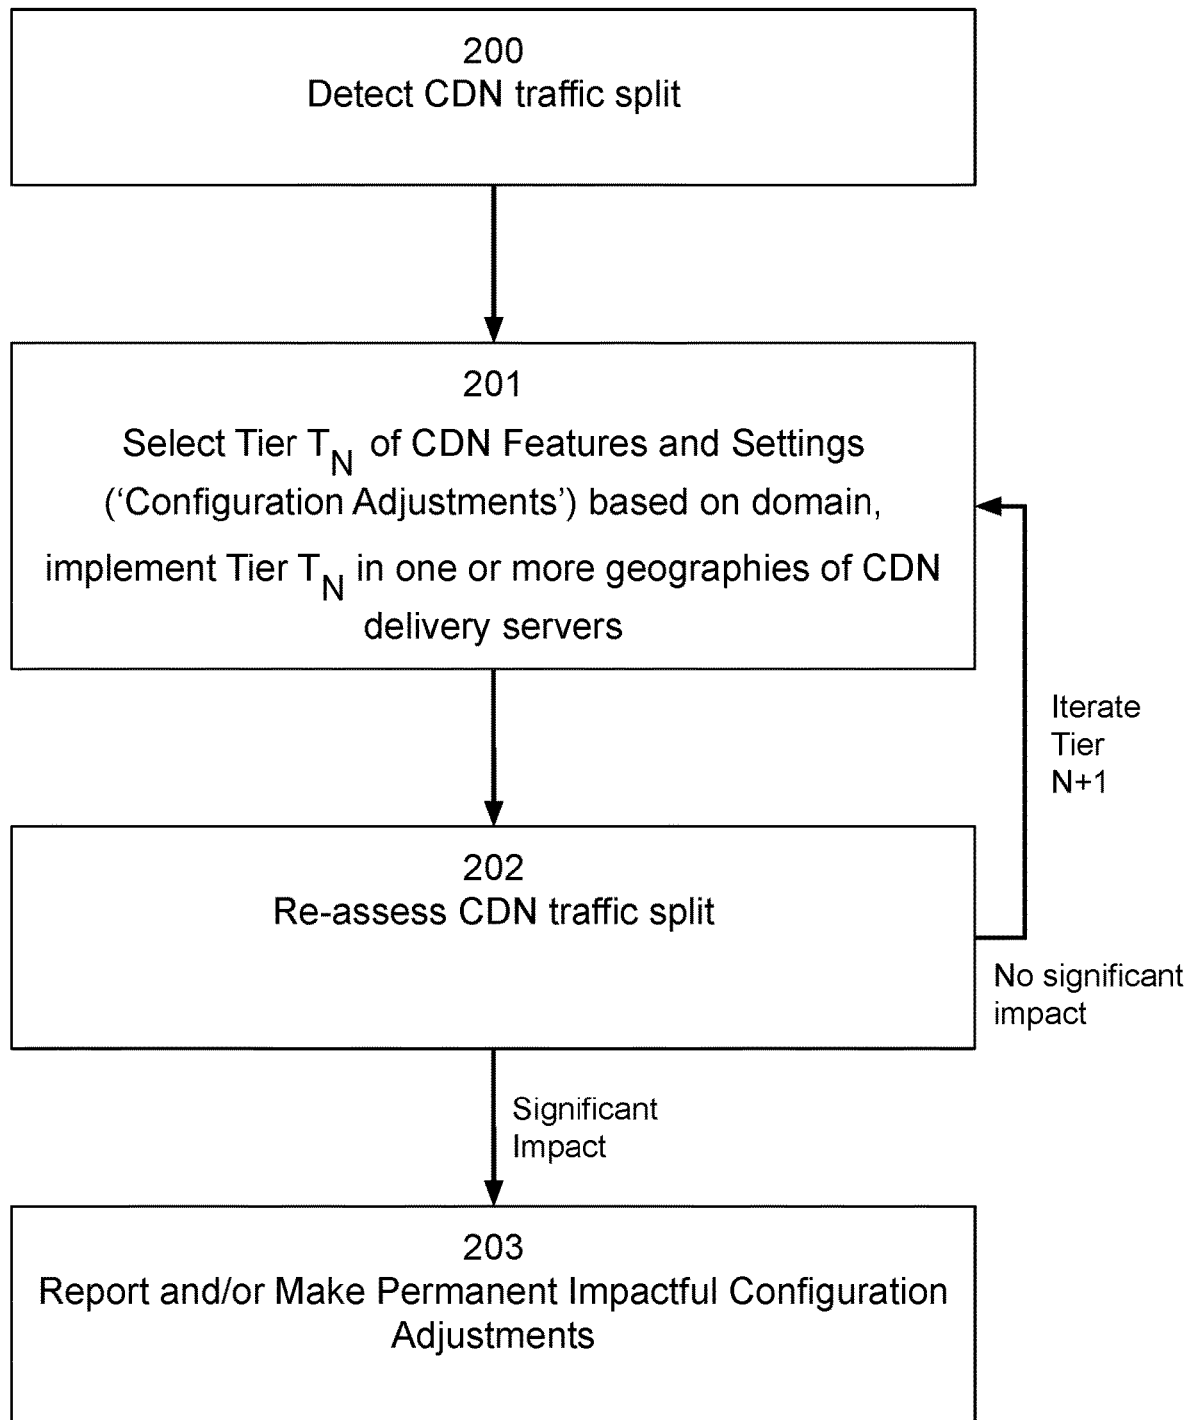 200
Detect CDN traffic split
201
Select Tier T_N of CDN Features and Settings
(‘Configuration Adjustments’) based on domain,
implement Tier T_N in one or more geographies of CDN
delivery servers
Iterate
Tier
N+1
202
Re-assess CDN traffic split
No significant
impact
Significant
Impact
203
Report and/or Make Permanent Impactful Configuration
Adjustments